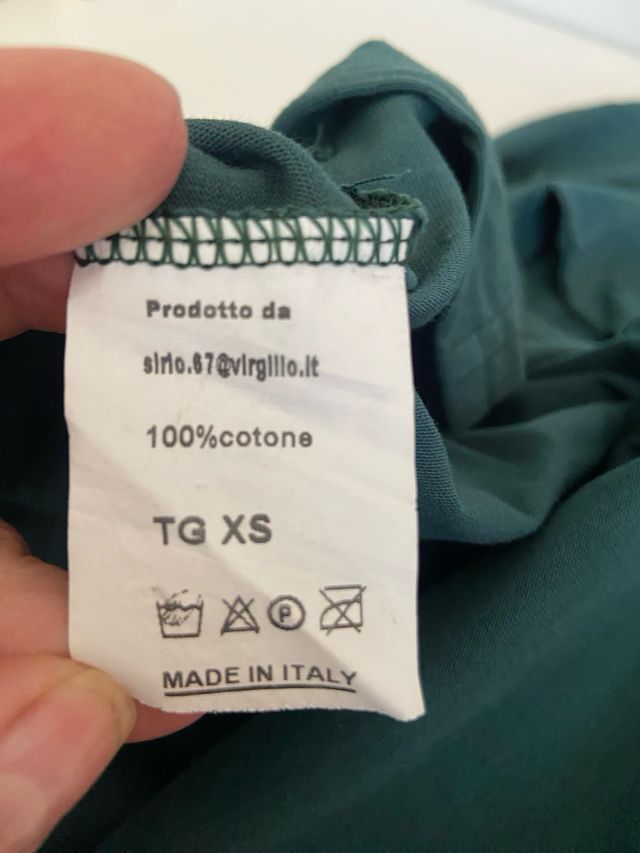 Prodotto da
sirio.67@virgilio.it
100%cotone
TG XS
P
MADE IN ITALY